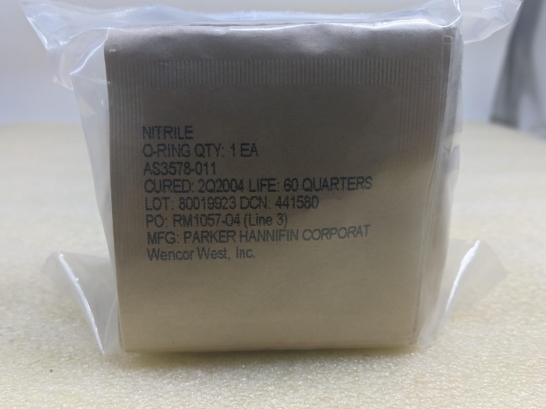 NITRILE
O-RING QTY: 1 EA
AS3578-011
CURED: 2Q2004 LIFE: 60 QUARTERS
LOT: 80019923 DCN: 441580
PO: RM1057-04 (Line 3)
MFG: PARKER HANNIFIN CORPORAT
Wencor West, Inc.